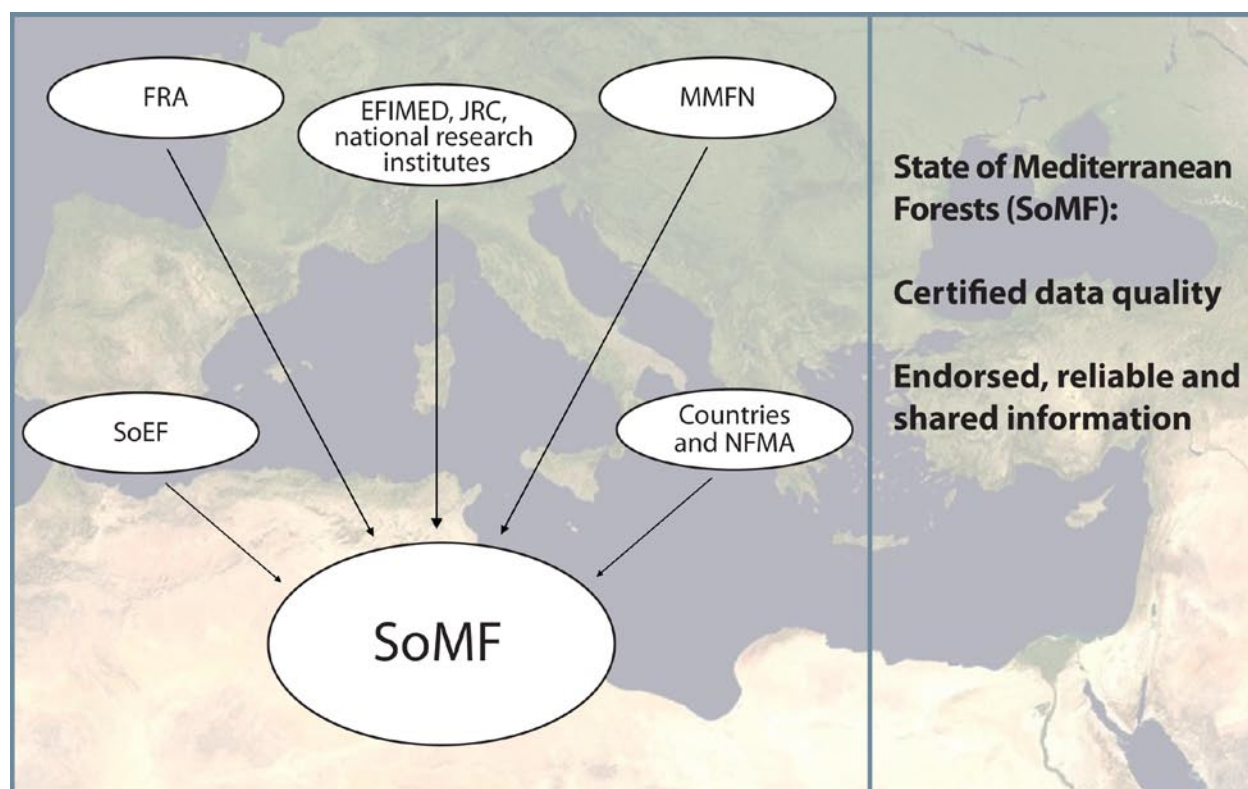 FRA
EFIMED, JRC,
national research
institutes
MMFN
SoEF
Countries
and NFMA
SoMF
State of Mediterranean
Forests (SoMF):
Certified data quality
Endorsed, reliable and
shared information